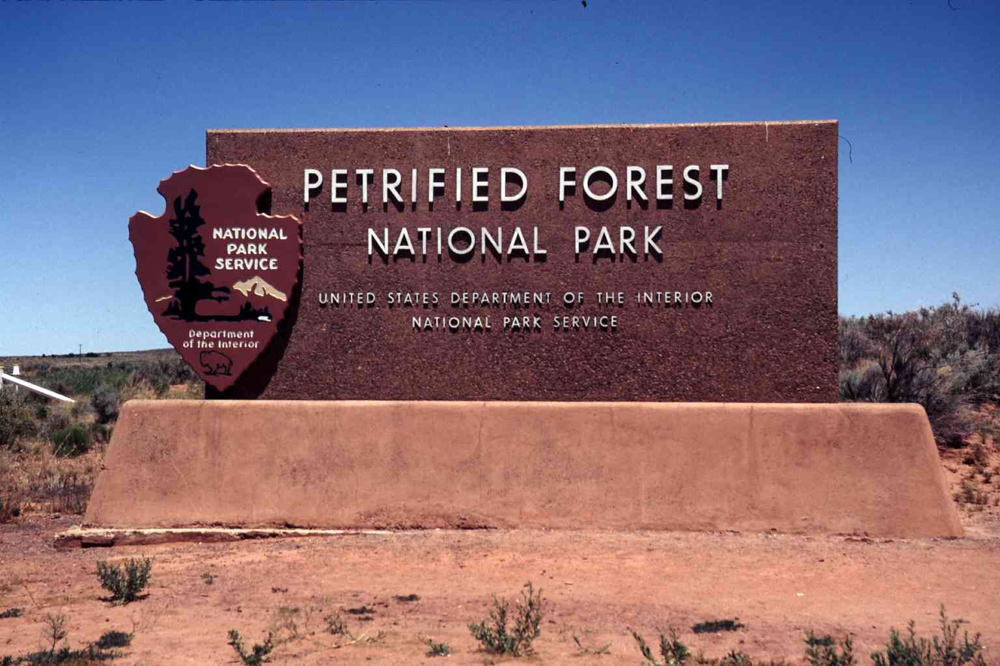 NATIONAL
PARK
SERVICE
Department
of the Interior
PETRIFIED FOREST
NATIONAL PARK
UNITED STATES DEPARTMENT OF THE INTERIOR
NATIONAL PARK SERVICE